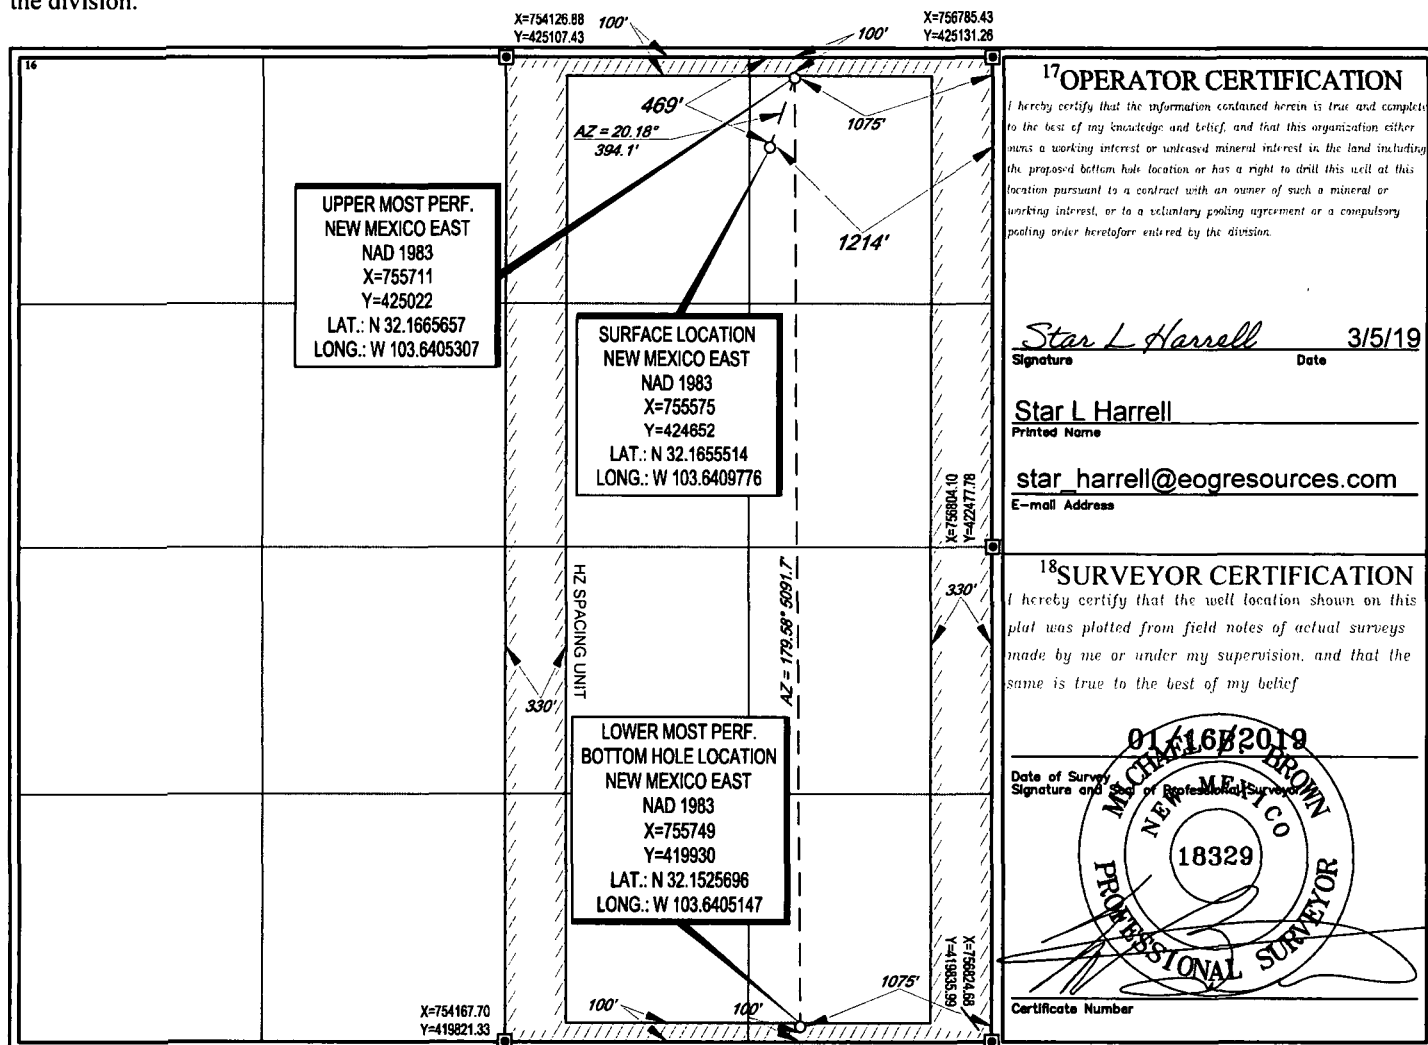 the division.
X=754126.88
Y=425107.43
100'
X=756785.43
Y=425131.26
100'
16
469'
AZ = 20.18°
394.1'
1075'
1214'
UPPER MOST PERF.
NEW MEXICO EAST
NAD 1983
X=755711
Y=425022
LAT.: N 32.1665657
LONG.: W 103.6405307
SURFACE LOCATION
NEW MEXICO EAST
NAD 1983
X=755575
Y=424652
LAT.: N 32.1655514
LONG.: W 103.6409776
X=756804.10
Y=422477.78
HZ SPACING UNIT
330'
330'
AZ = 179.58° 5091.7'
LOWER MOST PERF.
BOTTOM HOLE LOCATION
NEW MEXICO EAST
NAD 1983
X=755749
Y=419930
LAT.: N 32.1525696
LONG.: W 103.6405147
X=756824.68
Y=419835.99
1075'
100'
100'
X=754167.70
Y=419821.33
17 OPERATOR CERTIFICATION
I hereby certify that the information contained herein is true and complete
to the best of my knowledge and belief, and that this organization either
owns a working interest or unleased mineral interest in the land including
the proposed bottom hole location or has a right to drill this well at this
location pursuant to a contract with an owner of such a mineral or
working interest, or to a voluntary pooling agreement or a compulsory
pooling order heretofore entered by the division.
Star L Harrell 3/5/19
Signature Date
Star L Harrell
Printed Name
star_harrell@eogresources.com
E-mail Address
18 SURVEYOR CERTIFICATION
I hereby certify that the well location shown on this
plat was plotted from field notes of actual surveys
made by me or under my supervision, and that the
same is true to the best of my belief
01/16/2019
Date of Survey
Signature and Seal of Professional Surveyor
MICHAEL B. BROWN
NEW MEXICO
18329
PROFESSIONAL SURVEYOR
Certificate Number